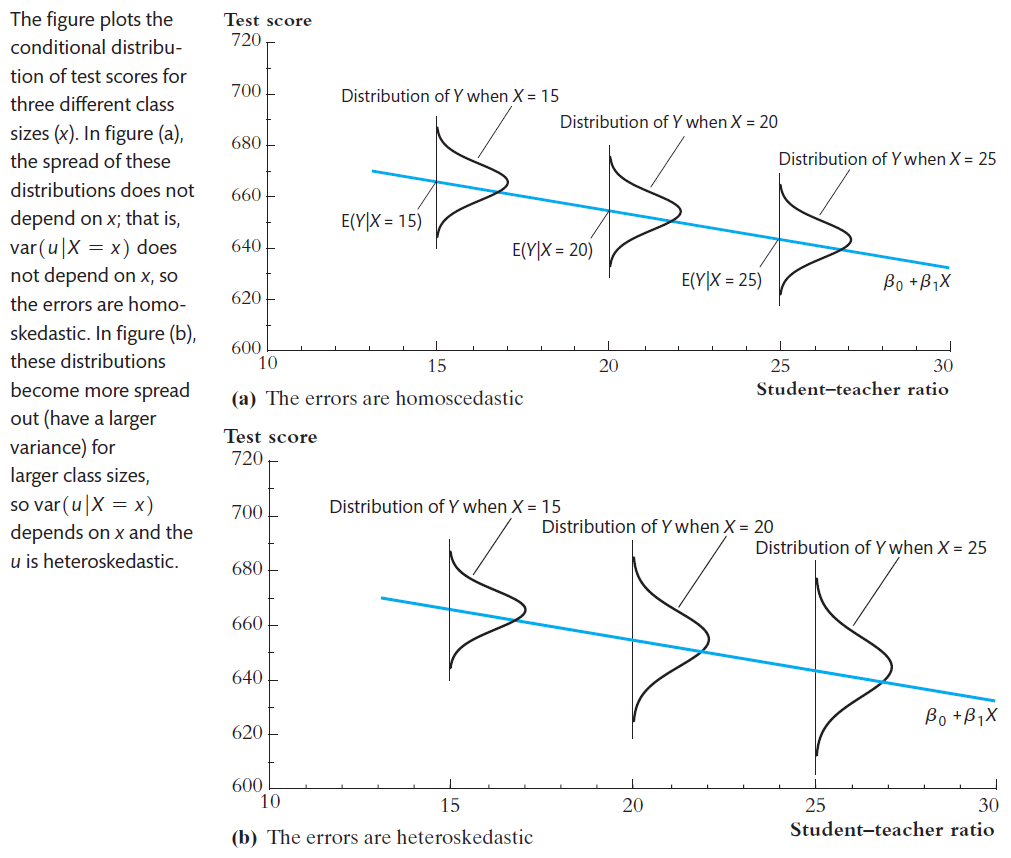 The figure plots the
conditional distribu-
tion of test scores for
three different class
sizes (x). In figure (a),
the spread of these
distributions does not
depend on x; that is,
var(u|X = x) does
not depend on x, so
the errors are homo-
skedastic. In figure (b),
these distributions
become more spread
out (have a larger
variance) for
larger class sizes,
so var(u|X = x)
depends on x and the
u is heteroskedastic.
Test score
720
700
680
660
640
620
600
Distribution of Y when X = 15
Distribution of Y when X = 20
Distribution of Y when X = 25
E(Y|X = 15)
E(Y|X = 20)
E(Y|X = 25)
β0 +β1X
10 15 20 25 30
Student–teacher ratio
(a) The errors are homoscedastic
Test score
720
700
680
660
640
620
600
Distribution of Y when X = 15
Distribution of Y when X = 20
Distribution of Y when X = 25
β0 +β1X
10 15 20 25 30
Student–teacher ratio
(b) The errors are heteroskedastic